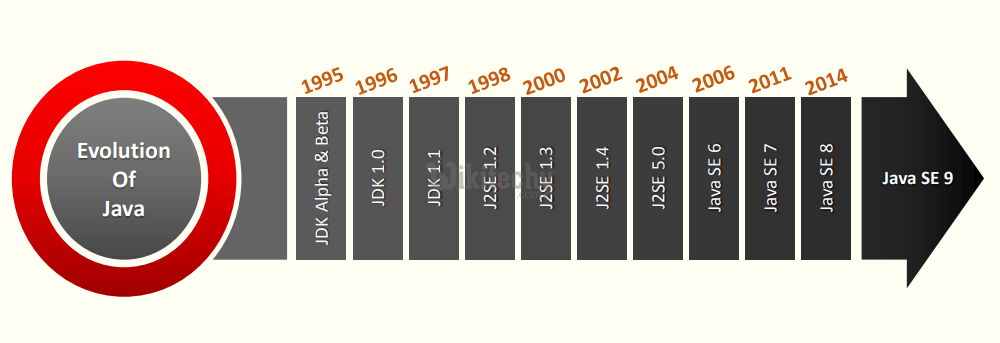 Evolution
Of
Java
1995
1996
1997
1998
2000
2002
2004
2006
2011
2014
JDK Alpha & Beta
JDK 1.0
JDK 1.1
J2SE 1.2
J2SE 1.3
J2SE 1.4
J2SE 5.0
Java SE 6
Java SE 7
Java SE 8
Java SE 9